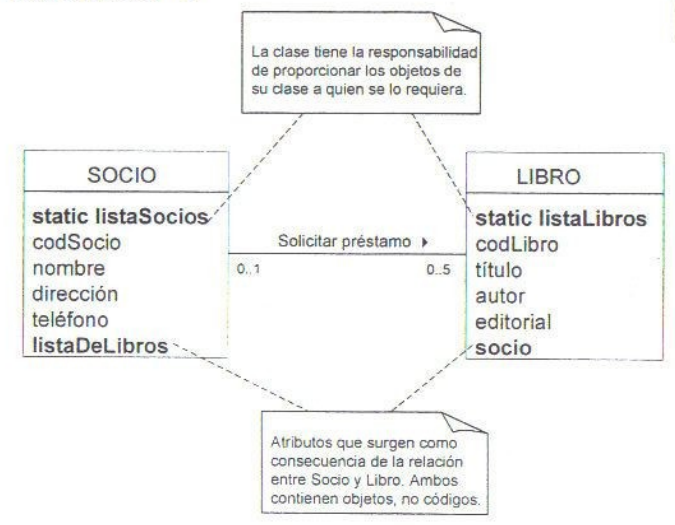 La clase tiene la responsabilidad
de proporcionar los objetos de
su clase a quien se lo requiera.
SOCIO
static listaSocios
codSocio
nombre
dirección
teléfono
listaDeLibros
Solicitar préstamo
0..1
0..5
LIBRO
static listaLibros
codLibro
título
autor
editorial
socio
Atributos que surgen como
consecuencia de la relación
entre Socio y Libro. Ambos
contienen objetos, no códigos.